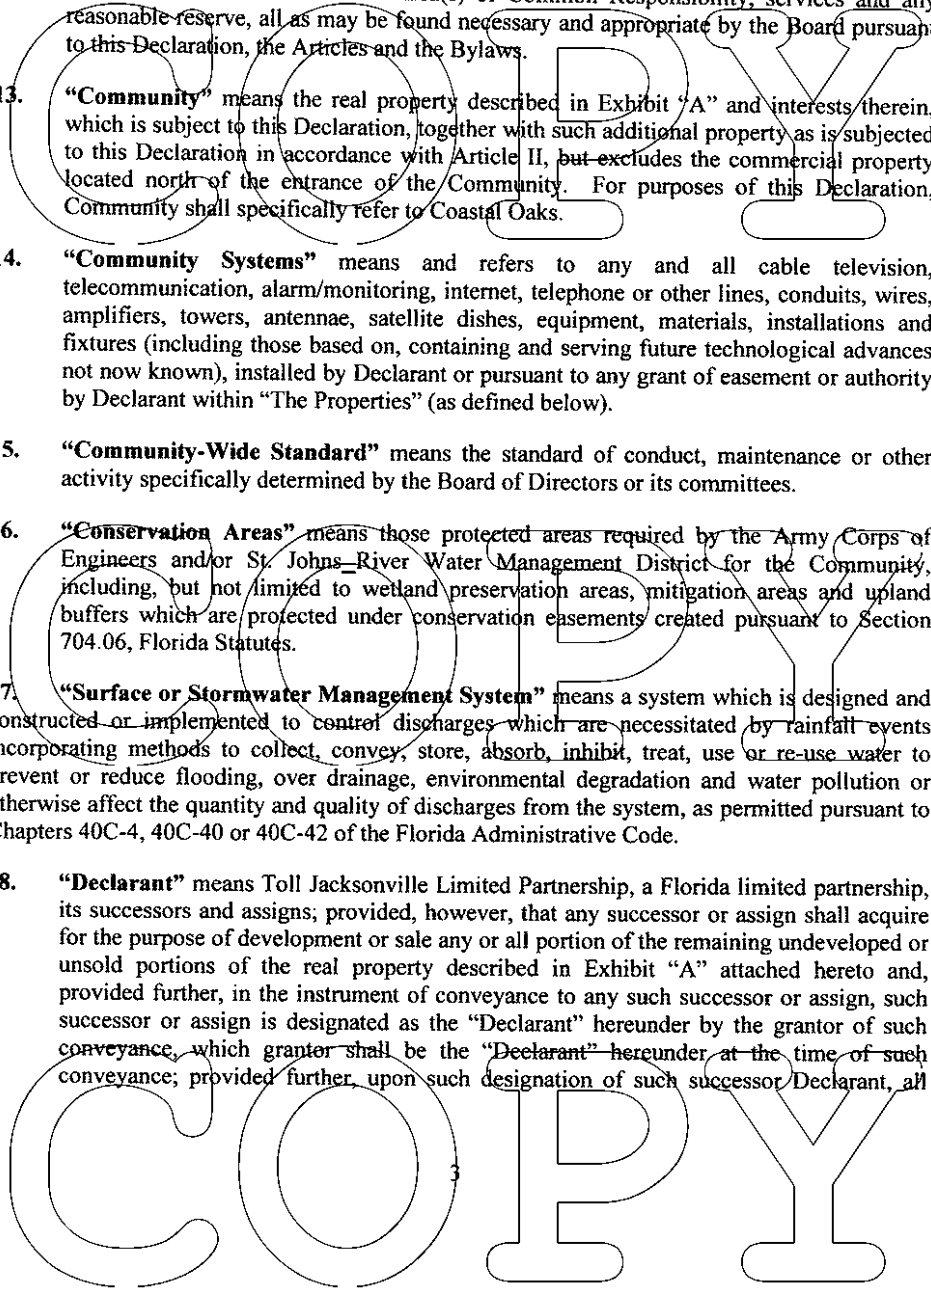 Common Responsibility, services and any
reasonable reserve, all as may be found necessary and appropriate by the Board pursuant
to this Declaration, the Articles and the Bylaws.
13. “Community” means the real property described in Exhibit “A” and interests therein,
which is subject to this Declaration, together with such additional property as is subjected
to this Declaration in accordance with Article II, but excludes the commercial property
located north of the entrance of the Community. For purposes of this Declaration,
Community shall specifically refer to Coastal Oaks.
4. “Community Systems” means and refers to any and all cable television,
telecommunication, alarm/monitoring, internet, telephone or other lines, conduits, wires,
amplifiers, towers, antennae, satellite dishes, equipment, materials, installations and
fixtures (including those based on, containing and serving future technological advances
not now known), installed by Declarant or pursuant to any grant of easement or authority
by Declarant within “The Properties” (as defined below).
5. “Community-Wide Standard” means the standard of conduct, maintenance or other
activity specifically determined by the Board of Directors or its committees.
6. “Conservation Areas” means those protected areas required by the Army Corps of
Engineers and/or St. Johns River Water Management District for the Community,
including, but not limited to wetland preservation areas, mitigation areas and upland
buffers which are protected under conservation easements created pursuant to Section
704.06, Florida Statutes.
7. “Surface or Stormwater Management System” means a system which is designed and
onstructed or implemented to control discharges which are necessitated by rainfall events
ncorporating methods to collect, convey, store, absorb, inhibit, treat, use or re-use water to
revent or reduce flooding, over drainage, environmental degradation and water pollution or
therwise affect the quantity and quality of discharges from the system, as permitted pursuant to
Chapters 40C-4, 40C-40 or 40C-42 of the Florida Administrative Code.
8. “Declarant” means Toll Jacksonville Limited Partnership, a Florida limited partnership,
its successors and assigns; provided, however, that any successor or assign shall acquire
for the purpose of development or sale any or all portion of the remaining undeveloped or
unsold portions of the real property described in Exhibit “A” attached hereto and,
provided further, in the instrument of conveyance to any such successor or assign, such
successor or assign is designated as the “Declarant” hereunder by the grantor of such
conveyance, which grantor shall be the “Declarant” hereunder at the time of such
conveyance; provided further, upon such designation of such successor Declarant, all
3
COPY
COPY
COPY